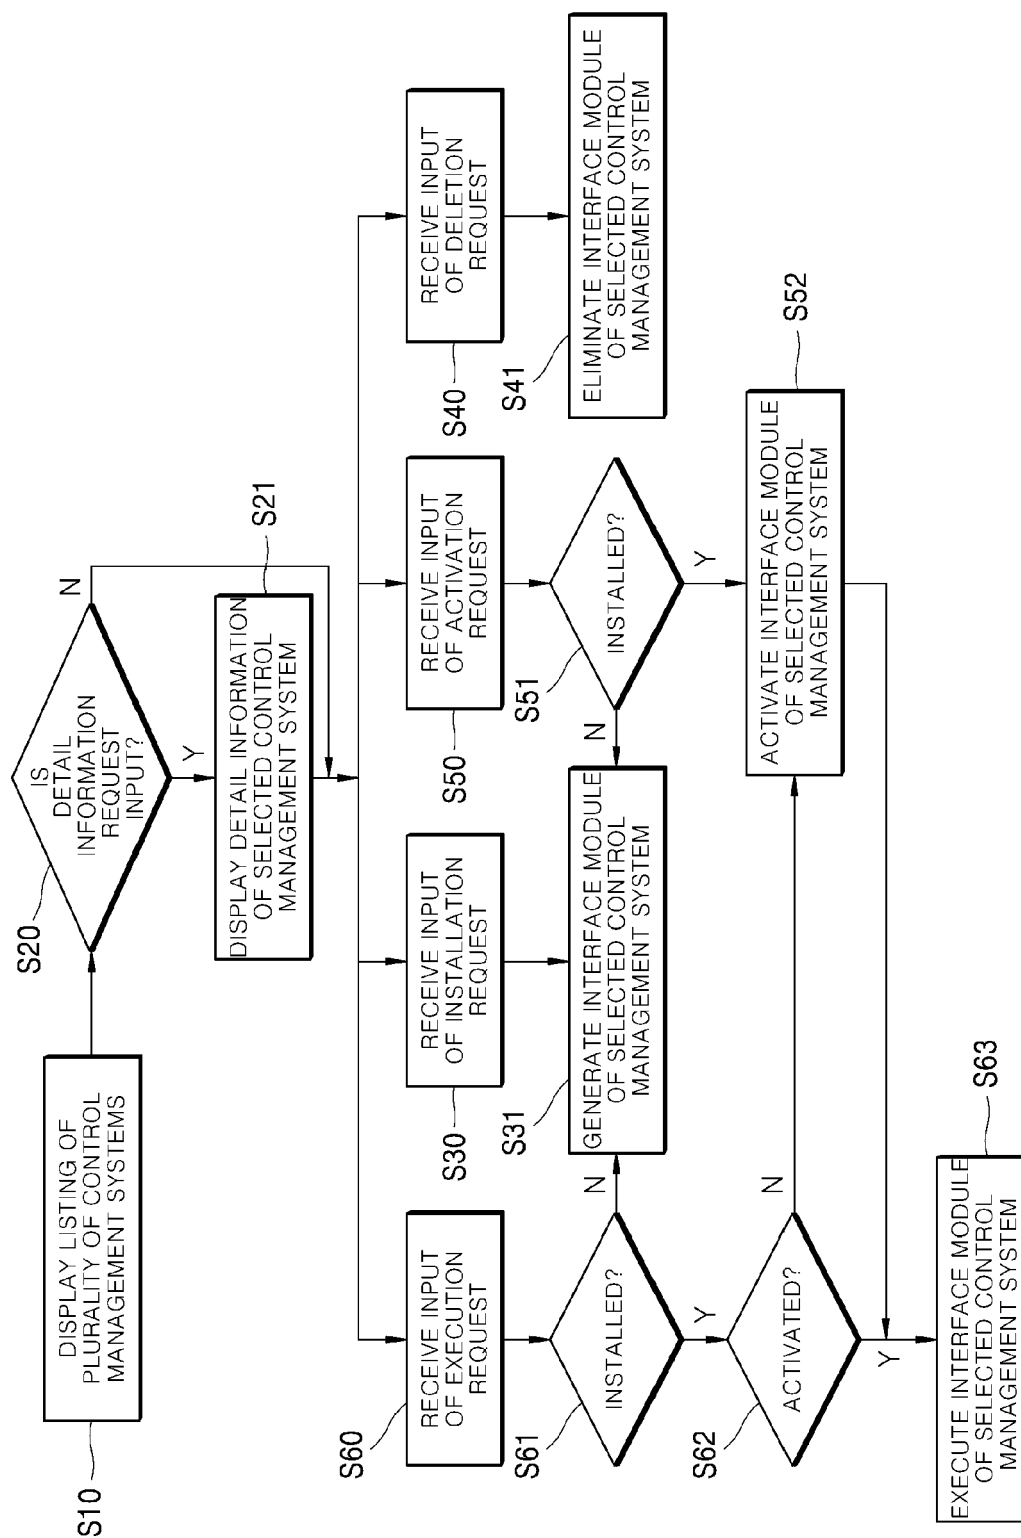 S10
DISPLAY LISTING OF
PLURALITY OF CONTROL
MANAGEMENT SYSTEMS
S20
IS
DETAIL
INFORMATION
REQUEST
INPUT?
N
Y
S21
DISPLAY DETAIL INFORMATION
OF SELECTED CONTROL
MANAGEMENT SYSTEM
S60
RECEIVE INPUT
OF EXECUTION
REQUEST
S30
RECEIVE INPUT
OF INSTALLATION
REQUEST
S50
RECEIVE INPUT
OF ACTIVATION
REQUEST
S40
RECEIVE INPUT
OF DELETION
REQUEST
S61
INSTALLED?
N
Y
S31
GENERATE INTERFACE MODULE
OF SELECTED CONTROL
MANAGEMENT SYSTEM
S51
INSTALLED?
N
Y
S41
ELIMINATE INTERFACE MODULE
OF SELECTED CONTROL
MANAGEMENT SYSTEM
S62
ACTIVATED?
N
Y
S52
ACTIVATE INTERFACE MODULE
OF SELECTED CONTROL
MANAGEMENT SYSTEM
S63
EXECUTE INTERFACE MODULE
OF SELECTED CONTROL
MANAGEMENT SYSTEM